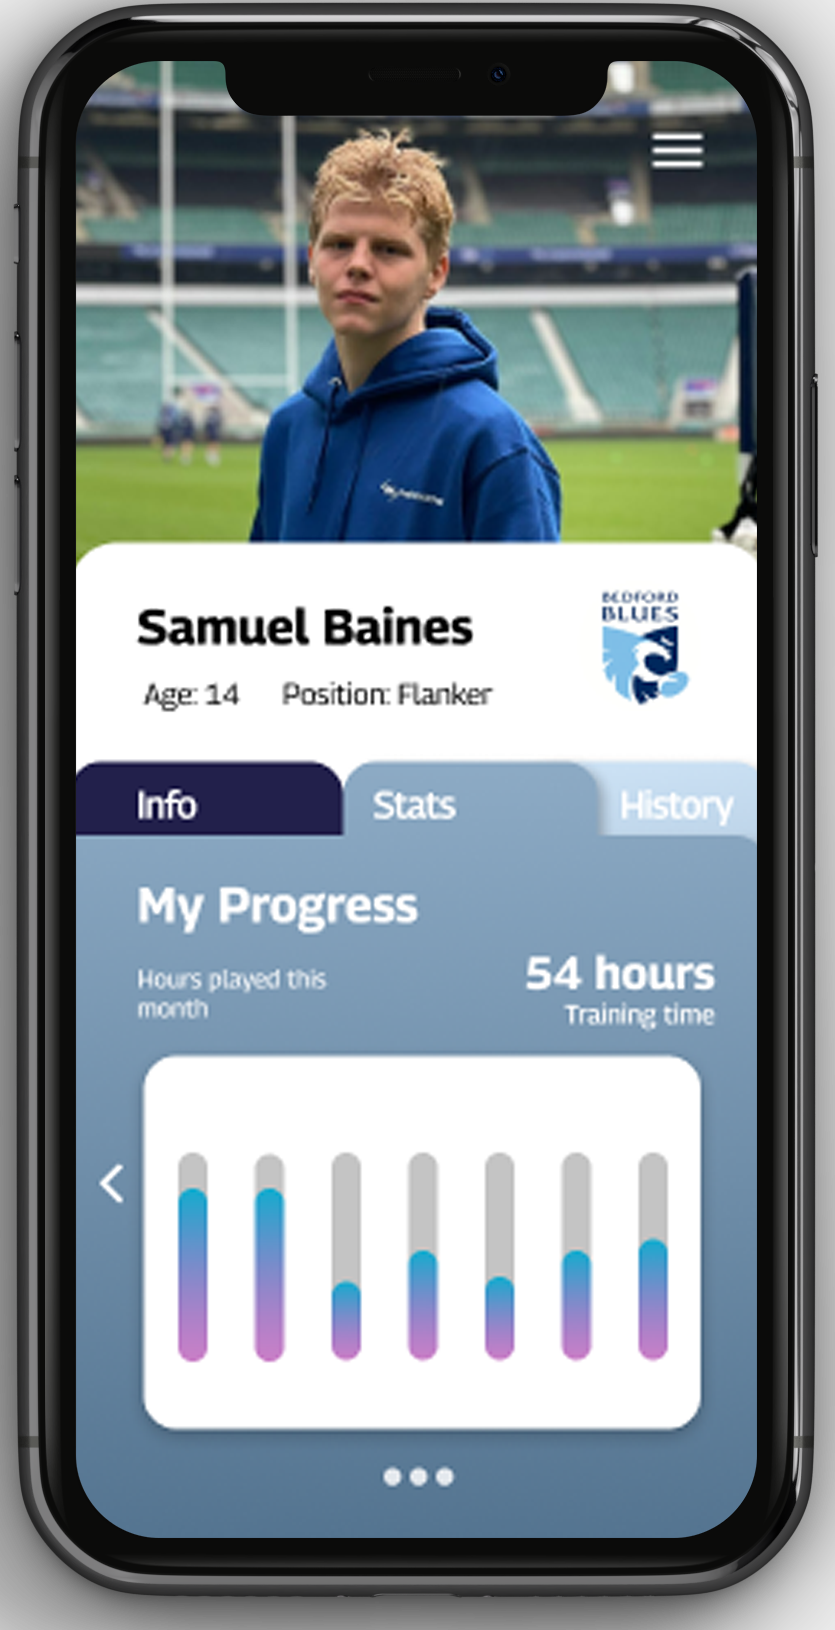 BEDFORD
BLUES
Samuel Baines
Age: 14 Position: Flanker
Info Stats History
My Progress
Hours played this
month
54 hours
Training time